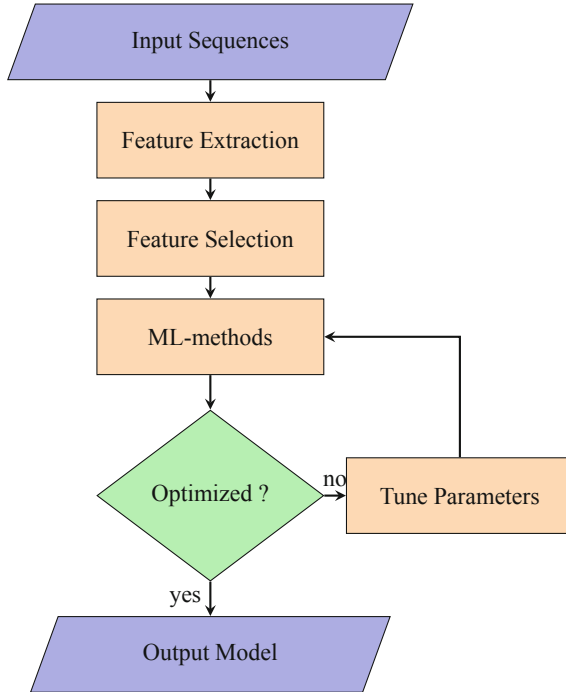 Input Sequences
Feature Extraction
Feature Selection
ML-methods
Optimized ?
no
Tune Parameters
yes
Output Model